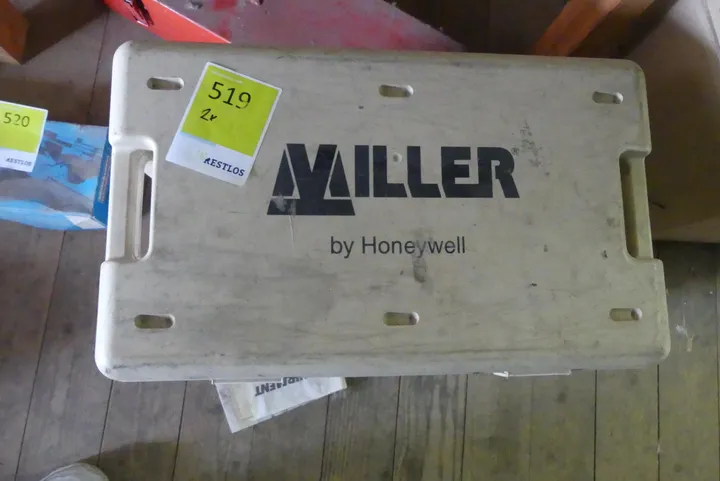 519
2x
RESTLOS
520
RESTLOS
MILLER®
by Honeywell